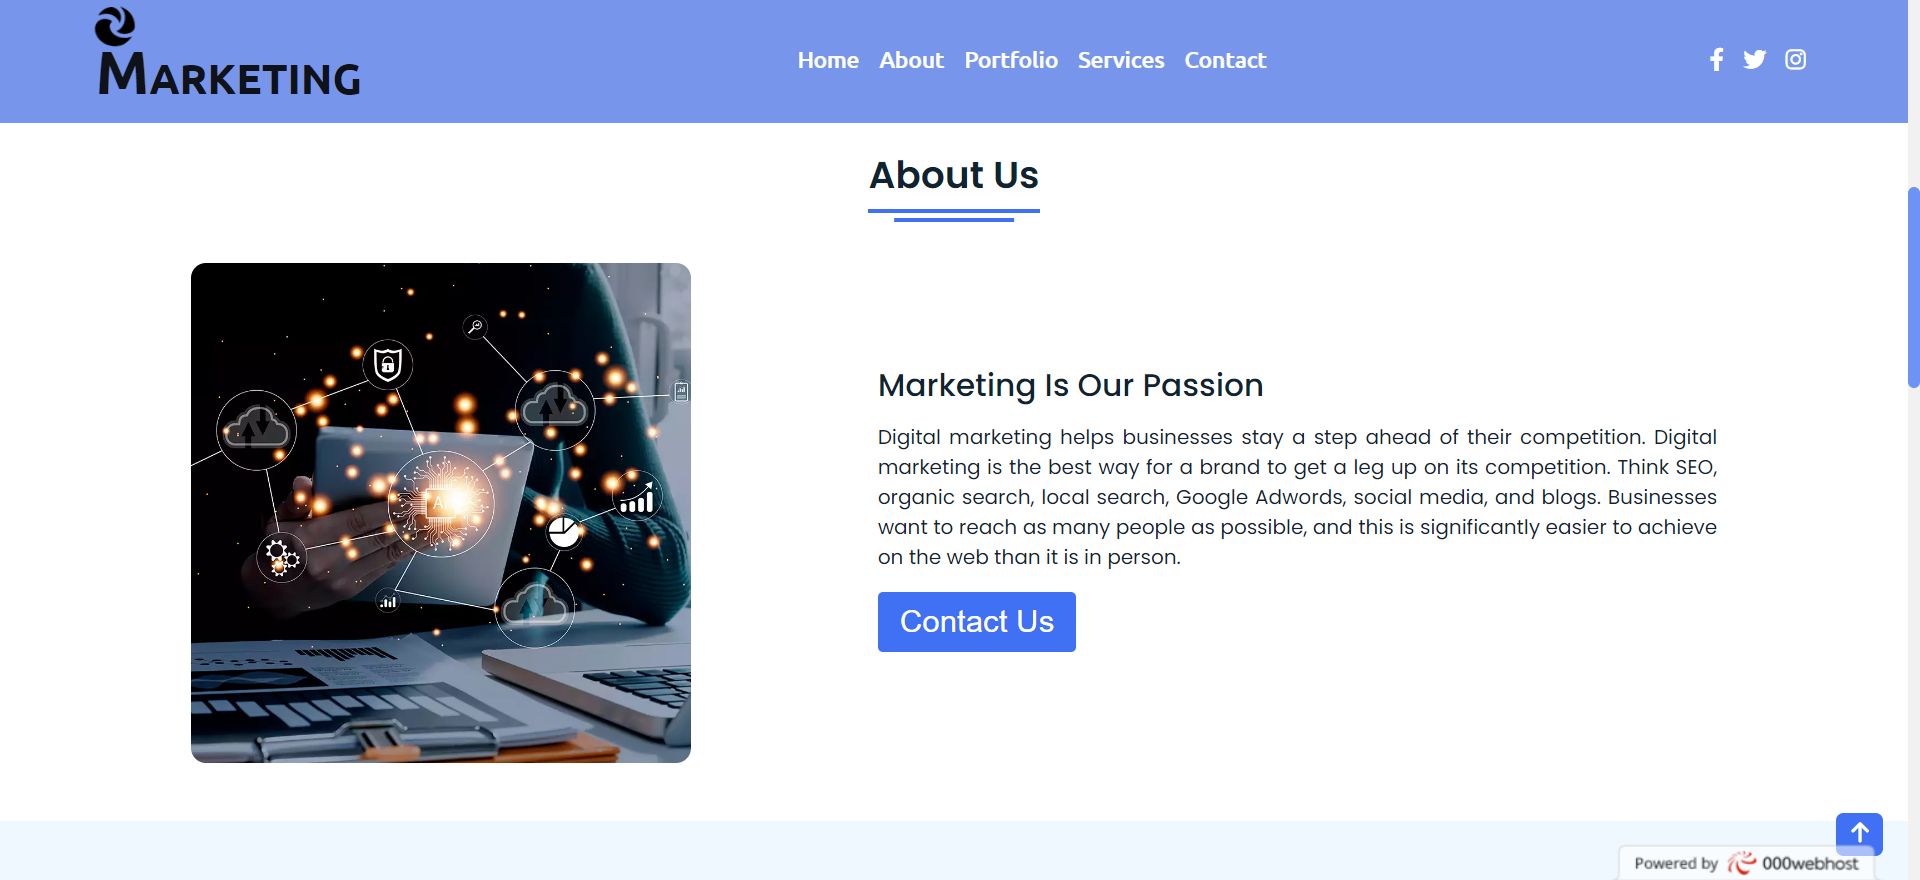 MARKETING
Home About Portfolio Services Contact
About Us
Marketing Is Our Passion
Digital marketing helps businesses stay a step ahead of their competition. Digital
marketing is the best way for a brand to get a leg up on its competition. Think SEO,
organic search, local search, Google Adwords, social media, and blogs. Businesses
want to reach as many people as possible, and this is significantly easier to achieve
on the web than it is in person.
Contact Us
Powered by 000webhost